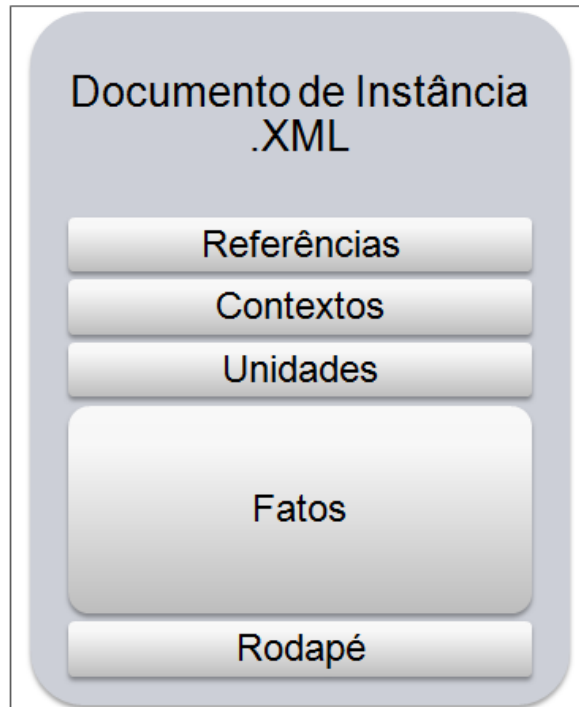 Documento de Instância
.XML
Referências
Contextos
Unidades
Fatos
Rodapé